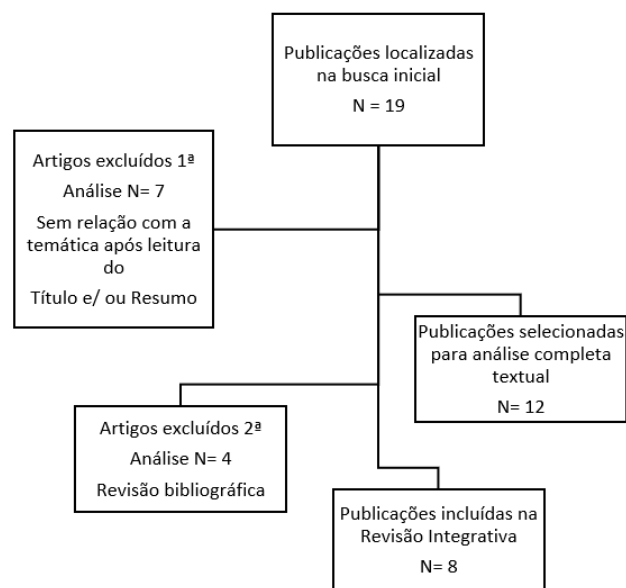 Publicações localizadas
na busca inicial
N = 19
Artigos excluídos 1ª
Análise N= 7
Sem relação com a
temática após leitura
do
Título e/ ou Resumo
Publicações selecionadas
para análise completa
textual
N= 12
Artigos excluídos 2ª
Análise N= 4
Revisão bibliográfica
Publicações incluídas na
Revisão Integrativa
N= 8